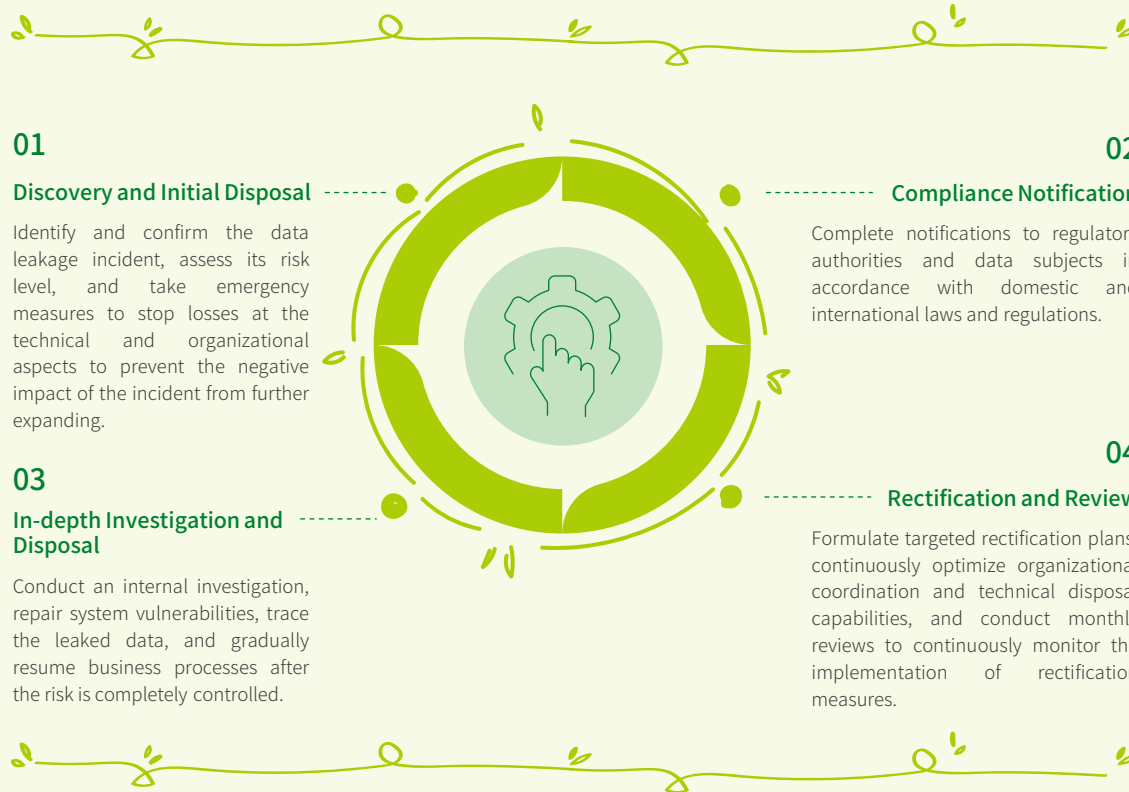 01
Discovery and Initial Disposal
Identify and confirm the data
leakage incident, assess its risk
level, and take emergency
measures to stop losses at the
technical and organizational
aspects to prevent the negative
impact of the incident from further
expanding.
02
Compliance Notification
Complete notifications to regulator
authorities and data subjects in
accordance with domestic and
international laws and regulations.
03
In-depth Investigation and
Disposal
Conduct an internal investigation,
repair system vulnerabilities, trace
the leaked data, and gradually
resume business processes after
the risk is completely controlled.
04
Rectification and Review
Formulate targeted rectification plans
continuously optimize organizationa
coordination and technical disposa
capabilities, and conduct monthl
reviews to continuously monitor th
implementation of rectification
measures.